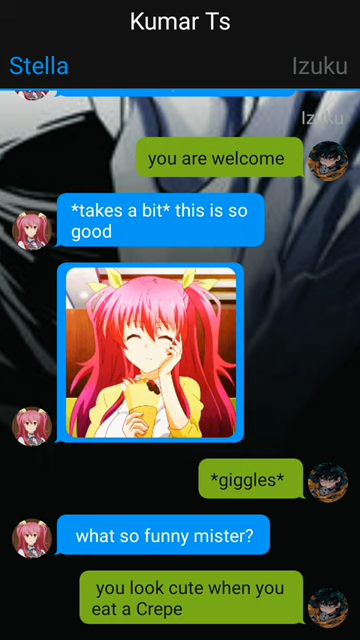 Kumar Ts
Stella
Izuku
Izuku
you are welcome
*takes a bit* this is so
good
*giggles*
what so funny mister?
you look cute when you
eat a Crepe